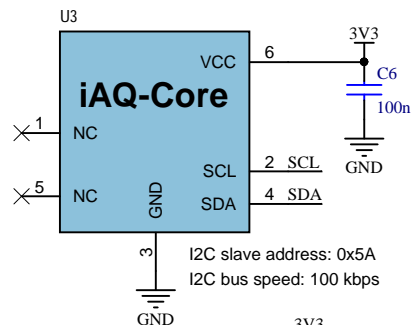 U3
3V3
6
VCC
C6
iAQ-Core
100n
1
NC
GND
2
SCL
SCL
5
NC
GND
SDA
4
SDA
3
I2C slave address: 0x5A
I2C bus speed: 100 kbps
GND
3V3